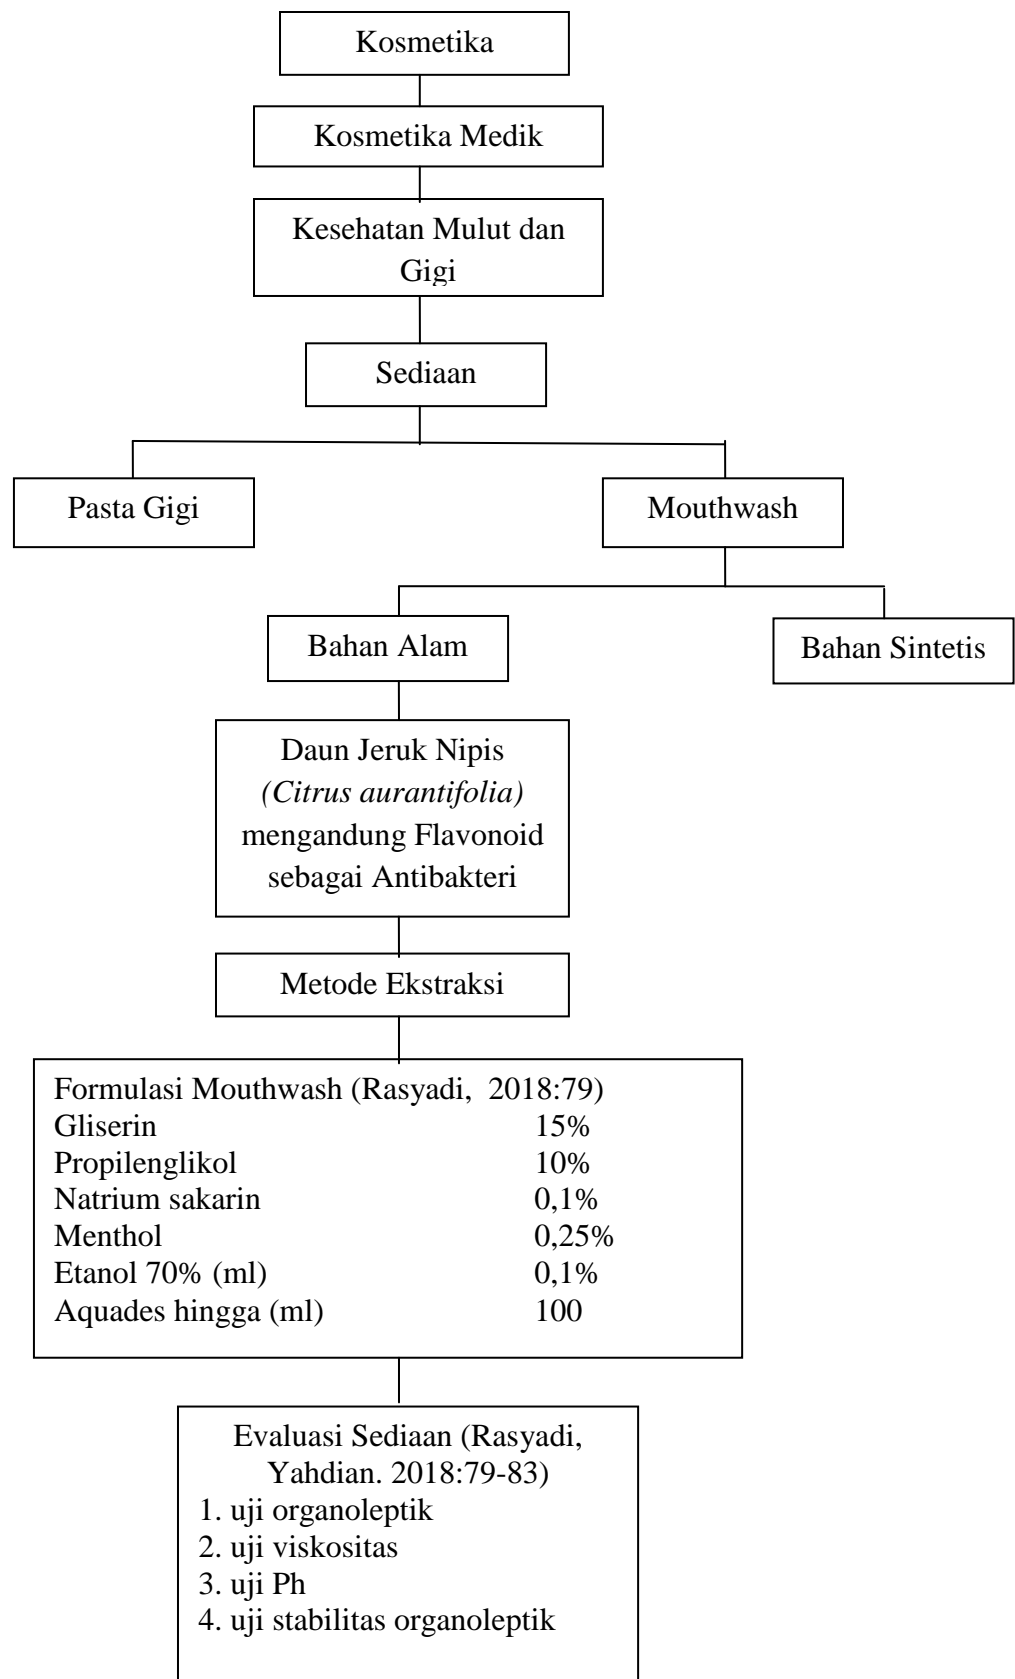 Kosmetika
Kosmetika Medik
Kesehatan Mulut dan
Gigi
Sediaan
Pasta Gigi
Mouthwash
Bahan Alam
Bahan Sintetis
Daun Jeruk Nipis
(Citrus aurantifolia)
mengandung Flavonoid
sebagai Antibakteri
Metode Ekstraksi
Formulasi Mouthwash (Rasyadi, 2018:79)
Gliserin 15%
Propilenglikol 10%
Natrium sakarin 0,1%
Menthol 0,25%
Etanol 70% (ml) 0,1%
Aquades hingga (ml) 100
Evaluasi Sediaan (Rasyadi,
Yahdian. 2018:79-83)
1. uji organoleptik
2. uji viskositas
3. uji Ph
4. uji stabilitas organoleptik